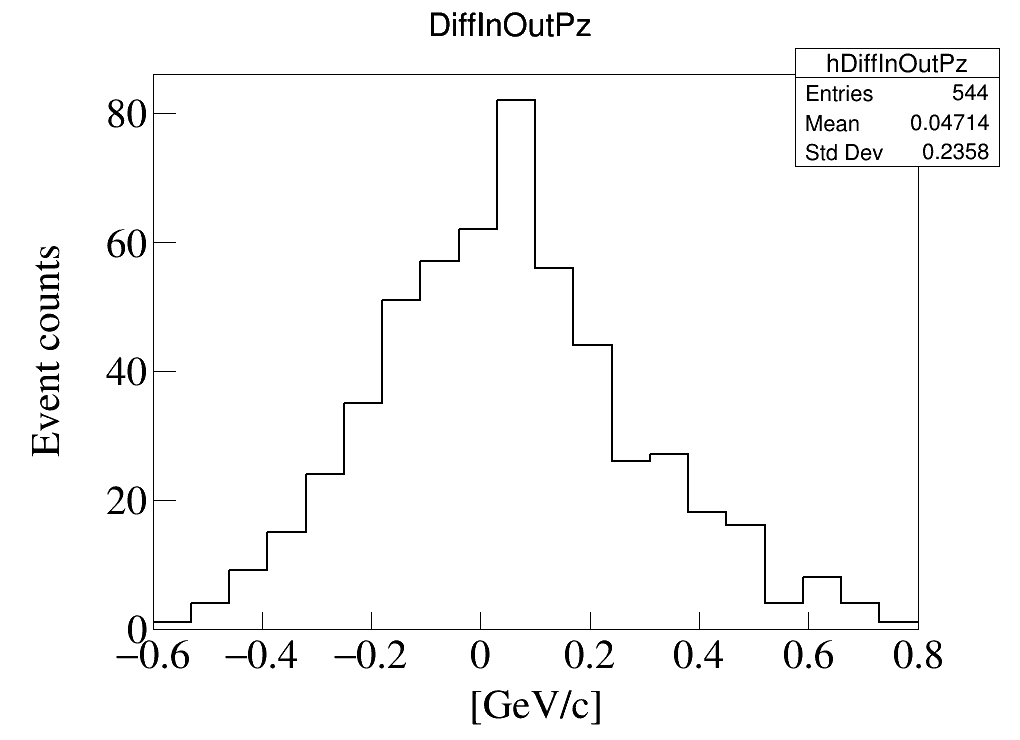 DiffInOutPz
hDiffInOutPz
Entries 544
Mean 0.04714
Std Dev 0.2358
Event counts
80
60
40
20
0
−0.6 −0.4 −0.2 0 0.2 0.4 0.6 0.8
[GeV/c]